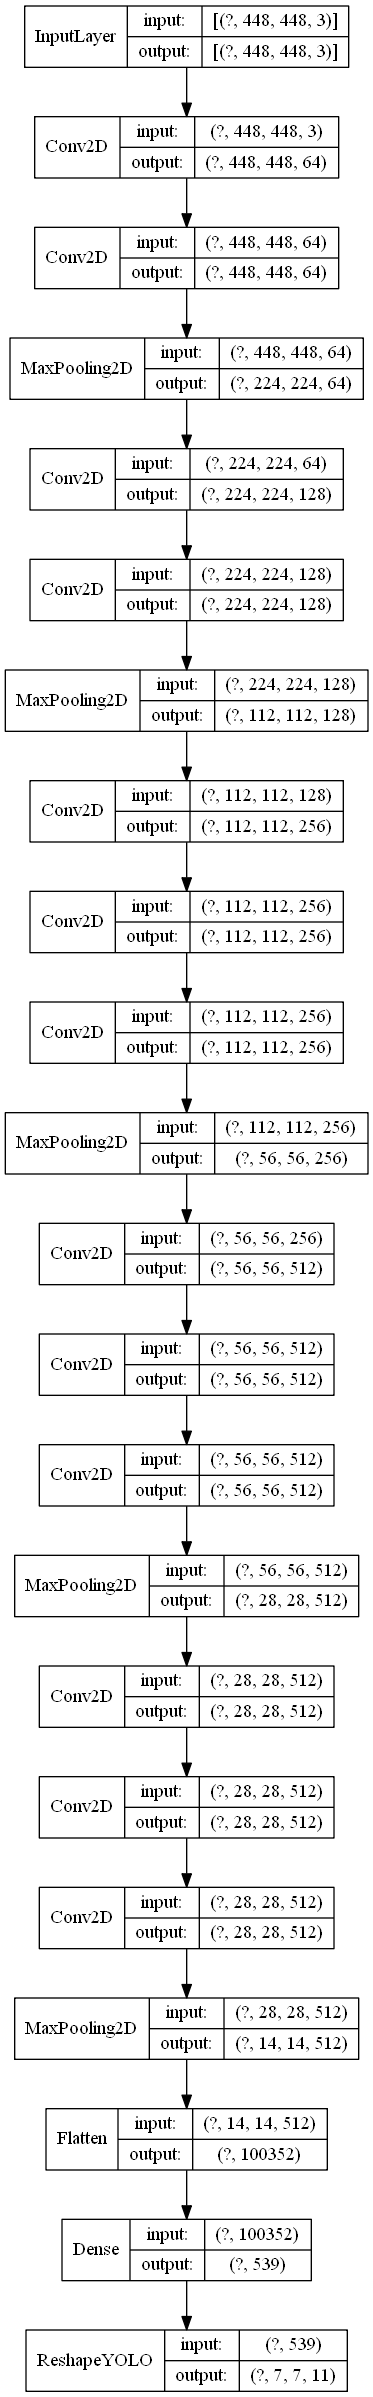 InputLayer
input: [(?, 448, 448, 3)]
output: [(?, 448, 448, 3)]
Conv2D
input: (?, 448, 448, 3)
output: (?, 448, 448, 64)
Conv2D
input: (?, 448, 448, 64)
output: (?, 448, 448, 64)
MaxPooling2D
input: (?, 448, 448, 64)
output: (?, 224, 224, 64)
Conv2D
input: (?, 224, 224, 64)
output: (?, 224, 224, 128)
Conv2D
input: (?, 224, 224, 128)
output: (?, 224, 224, 128)
MaxPooling2D
input: (?, 224, 224, 128)
output: (?, 112, 112, 128)
Conv2D
input: (?, 112, 112, 128)
output: (?, 112, 112, 256)
Conv2D
input: (?, 112, 112, 256)
output: (?, 112, 112, 256)
Conv2D
input: (?, 112, 112, 256)
output: (?, 112, 112, 256)
MaxPooling2D
input: (?, 112, 112, 256)
output: (?, 56, 56, 256)
Conv2D
input: (?, 56, 56, 256)
output: (?, 56, 56, 512)
Conv2D
input: (?, 56, 56, 512)
output: (?, 56, 56, 512)
Conv2D
input: (?, 56, 56, 512)
output: (?, 56, 56, 512)
MaxPooling2D
input: (?, 56, 56, 512)
output: (?, 28, 28, 512)
Conv2D
input: (?, 28, 28, 512)
output: (?, 28, 28, 512)
Conv2D
input: (?, 28, 28, 512)
output: (?, 28, 28, 512)
Conv2D
input: (?, 28, 28, 512)
output: (?, 28, 28, 512)
MaxPooling2D
input: (?, 28, 28, 512)
output: (?, 14, 14, 512)
Flatten
input: (?, 14, 14, 512)
output: (?, 100352)
Dense
input: (?, 100352)
output: (?, 539)
ReshapeYOLO
input: (?, 539)
output: (?, 7, 7, 11)